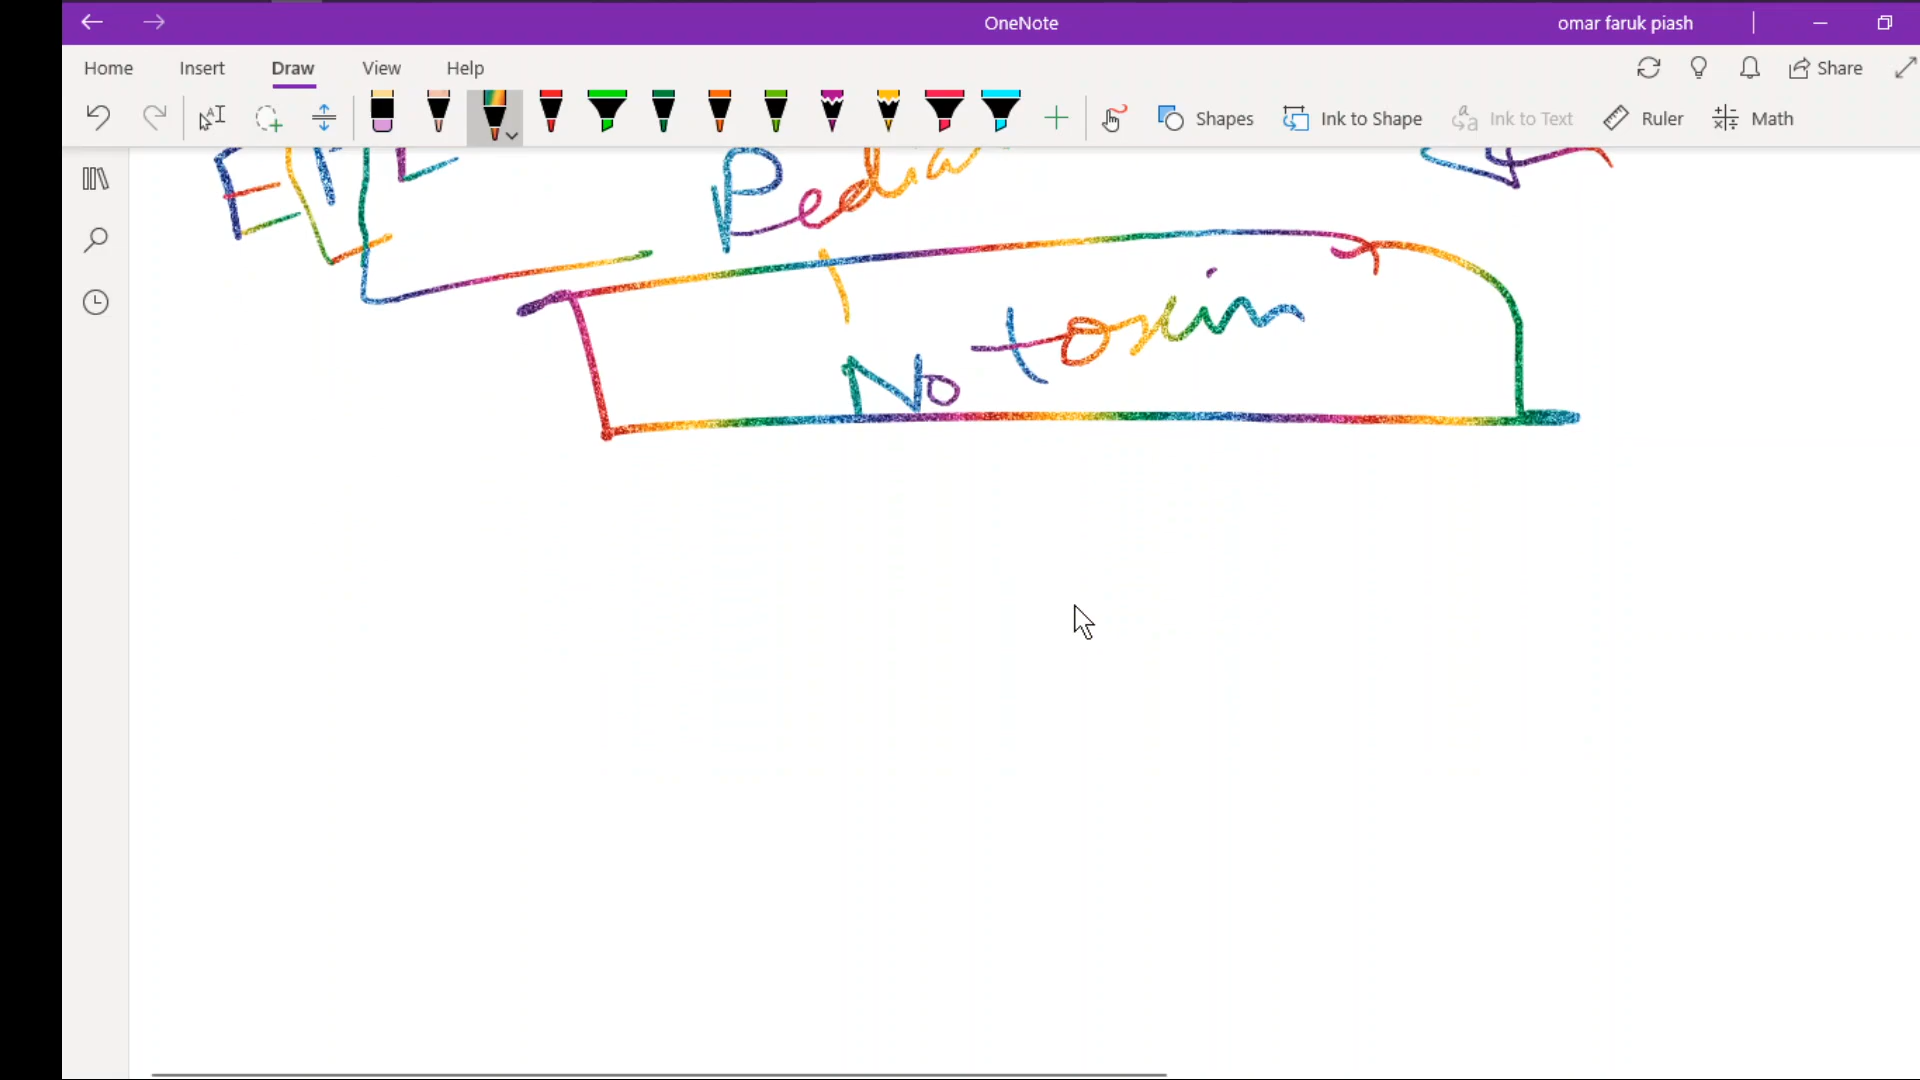 OneNote
omar faruk piash
Home Insert Draw View Help
Share
Shapes Ink to Shape Ink to Text Ruler Math
No toxin